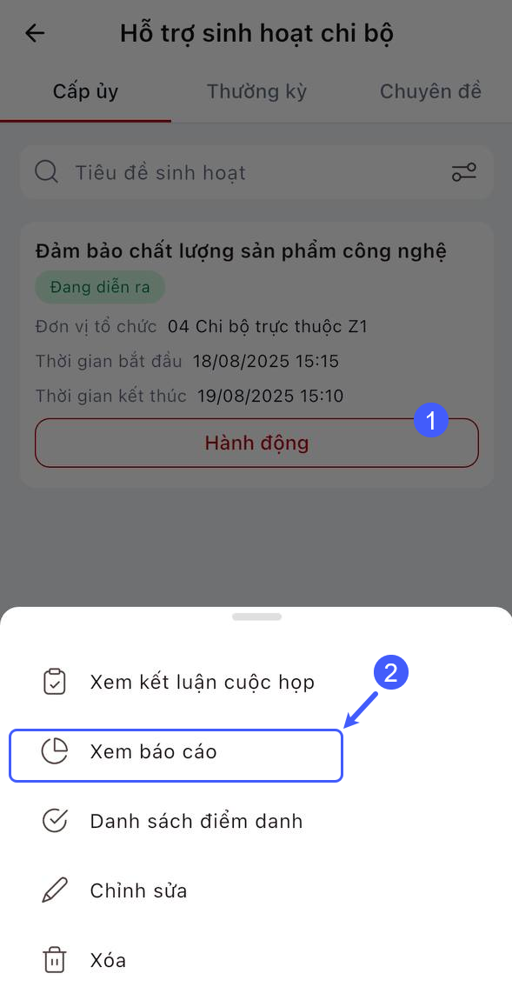 Hỗ trợ sinh hoạt chi bộ
Cấp ủy Thường kỳ Chuyên đề
Tiêu đề sinh hoạt
Đảm bảo chất lượng sản phẩm công nghệ
Đang diễn ra
Đơn vị tổ chức 04 Chi bộ trực thuộc Z1
Thời gian bắt đầu 18/08/2025 15:15
Thời gian kết thúc 19/08/2025 15:10
1
Hành động
2
Xem kết luận cuộc họp
Xem báo cáo
Danh sách điểm danh
Chỉnh sửa
Xóa